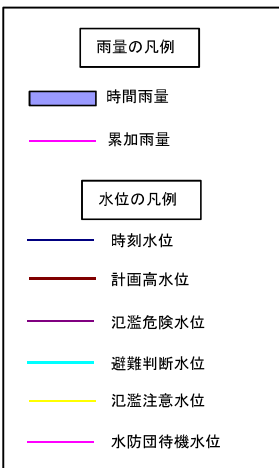 雨量の凡例
時間雨量
累加雨量
水位の凡例
時刻水位
計画高水位
氾濫危険水位
避難判断水位
氾濫注意水位
水防団待機水位